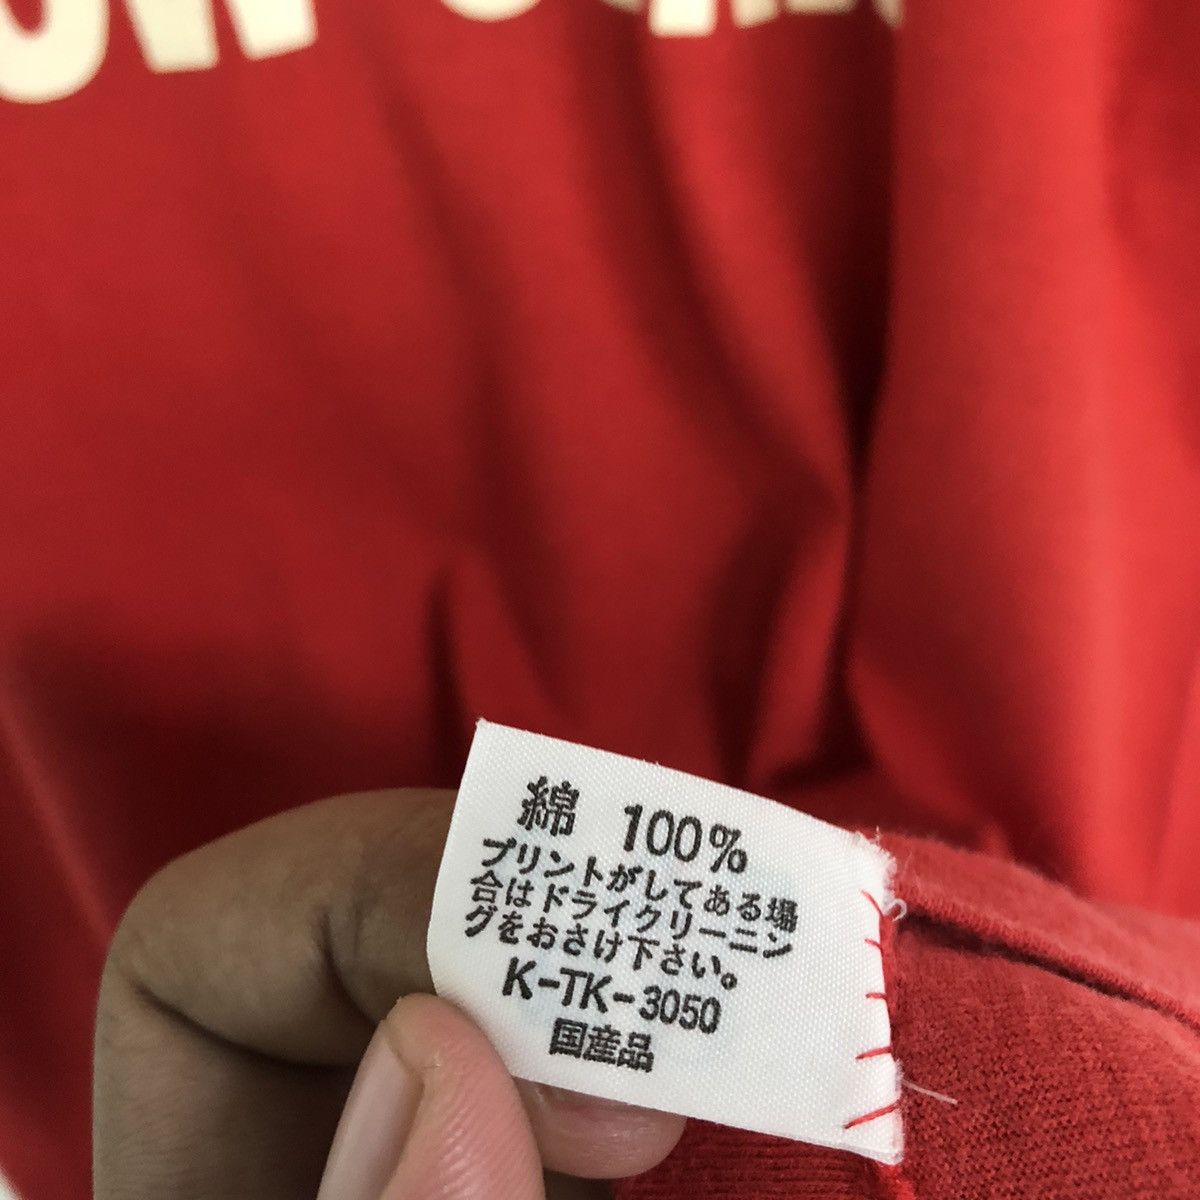 綿 100%
プリントがしてある場
合はドライクリーニン
グをおさけ下さい。
K-TK-3050
国産品